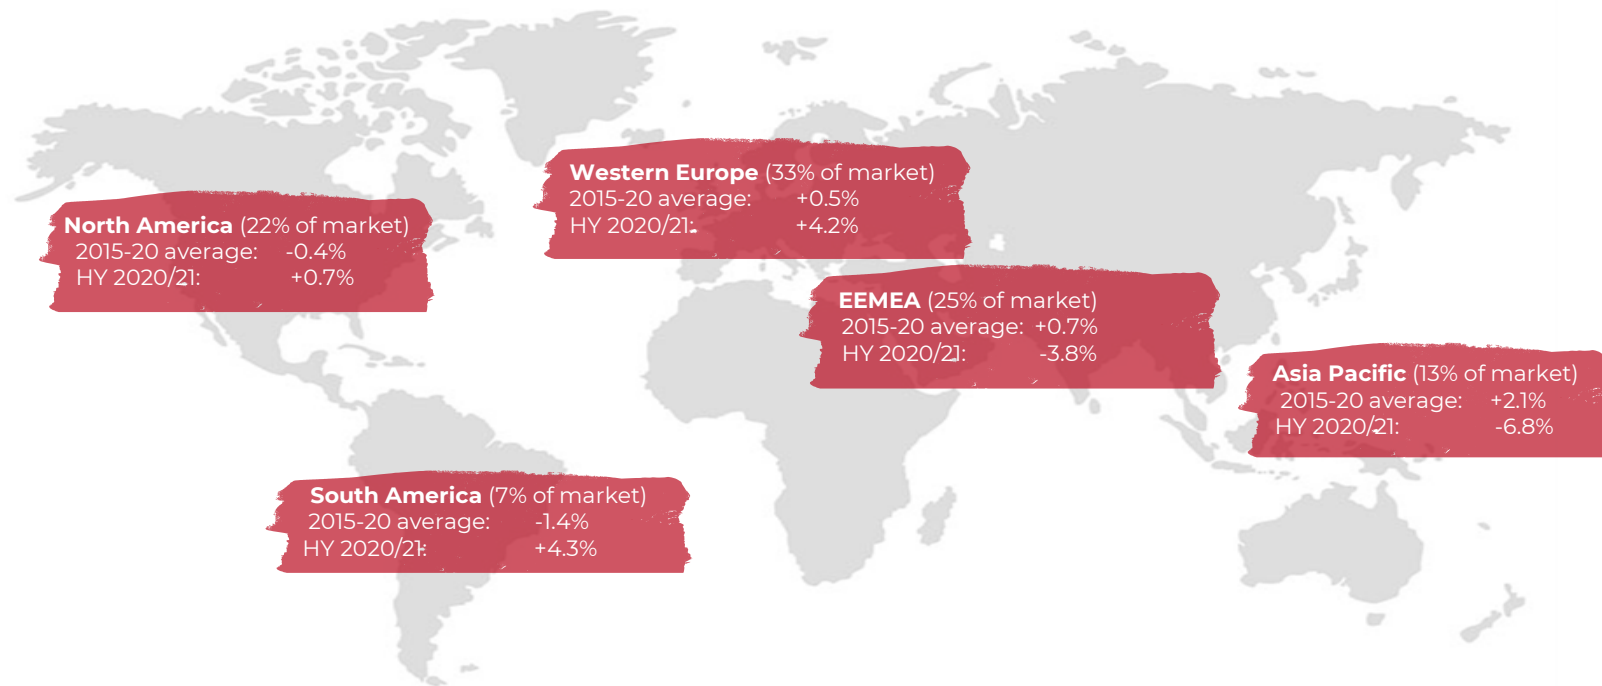 Western Europe (33% of market)
2015-20 average: +0.5%
HY 2020/21: +4.2%
North America (22% of market)
2015-20 average: -0.4%
HY 2020/21: +0.7%
EEMEA (25% of market)
2015-20 average: +0.7%
HY 2020/21: -3.8%
Asia Pacific (13% of market)
2015-20 average: +2.1%
HY 2020/21: -6.8%
South America (7% of market)
2015-20 average: -1.4%
HY 2020/21: +4.3%